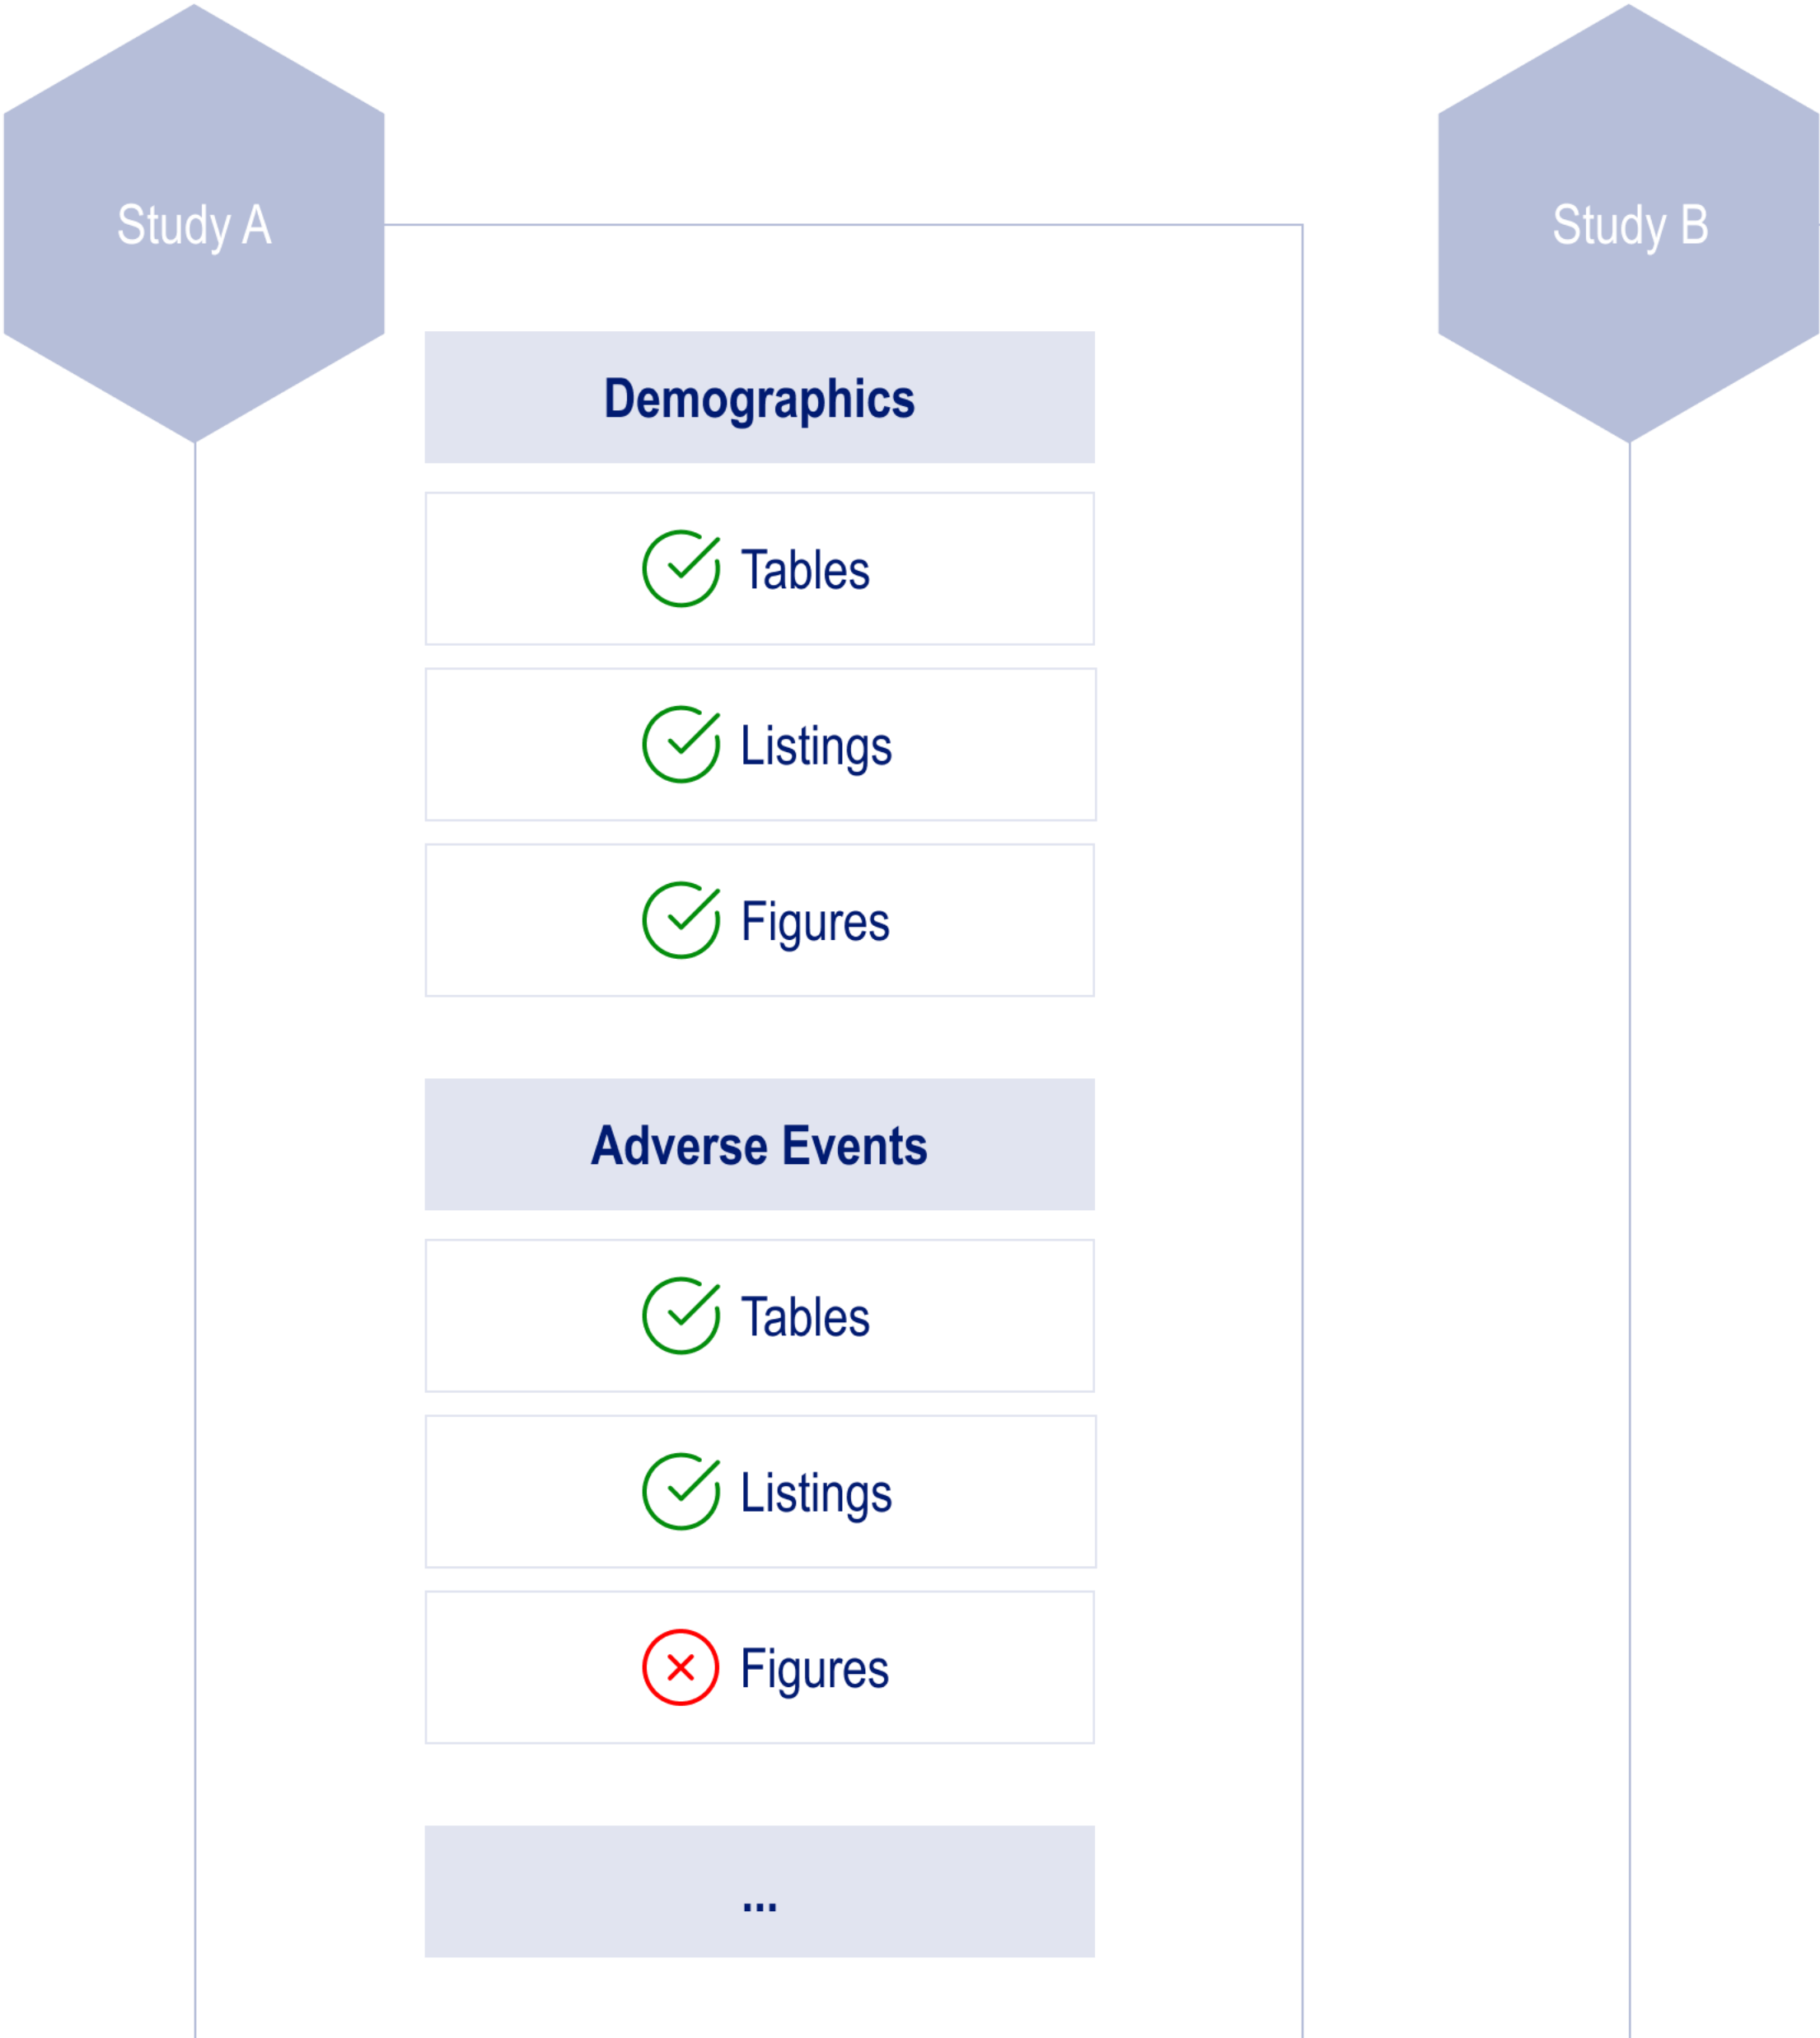 Study A
Study B
Demographics
Tables
Listings
Figures
Adverse Events
Tables
Listings
Figures
...